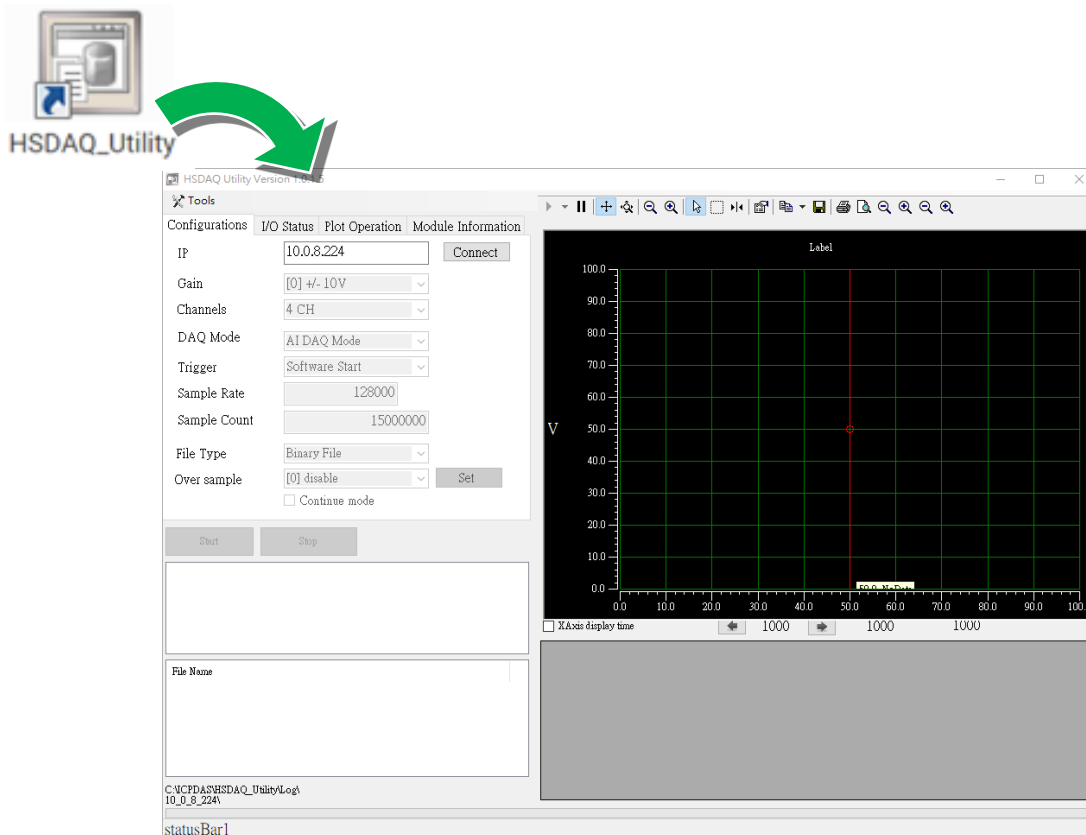 HSDAQ_Utility
HSDAQ Utility Version 1.0.1.5
Tools
Configurations I/O Status Plot Operation Module Information
IP 10.0.8.224 Connect
Gain [0] +/- 10V
Channels 4 CH
DAQ Mode AI DAQ Mode
Trigger Software Start
Sample Rate 128000
Sample Count 15000000
File Type Binary File
Over sample [0] disable Set
Continue mode
Start Stop
File Name
C:\ICPDAS\HSDAQ_Utility\Log\
10_0_8_224\
statusBar1
Label
100.0
90.0
80.0
70.0
60.0
V 50.0
40.0
30.0
20.0
10.0
0.0
50.0, NoData
0.0 10.0 20.0 30.0 40.0 50.0 60.0 70.0 80.0 90.0 100.
XAxis display time 1000 1000 1000